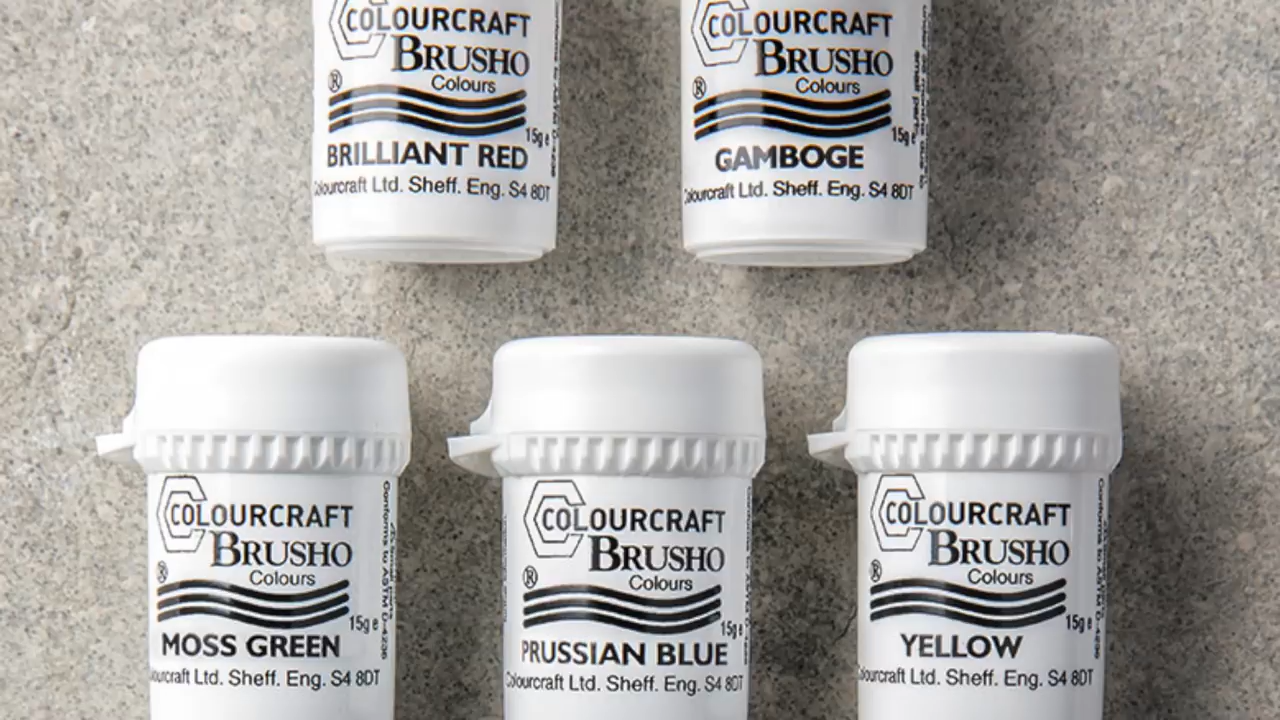 COLOURCRAFT
BRUSHO
®
Colours
15g e
BRILLIANT RED
Colourcraft Ltd. Sheff. Eng. S4 8DT
COLOURCRAFT
BRUSHO
®
Colours
15g e
GAMBOGE
Colourcraft Ltd. Sheff. Eng. S4 8DT
small parts
COLOURCRAFT
BRUSHO
®
Colours
15g e
MOSS GREEN
Colourcraft Ltd. Sheff. Eng. S4 8DT
Conforms to ASTM D-4236
COLOURCRAFT
BRUSHO
®
Colours
15g e
PRUSSIAN BLUE
Colourcraft Ltd. Sheff. Eng. S4 8DT
COLOURCRAFT
BRUSHO
®
Colours
15g e
YELLOW
Colourcraft Ltd. Sheff. Eng. S4 8DT
Conforms to ASTM D-4236